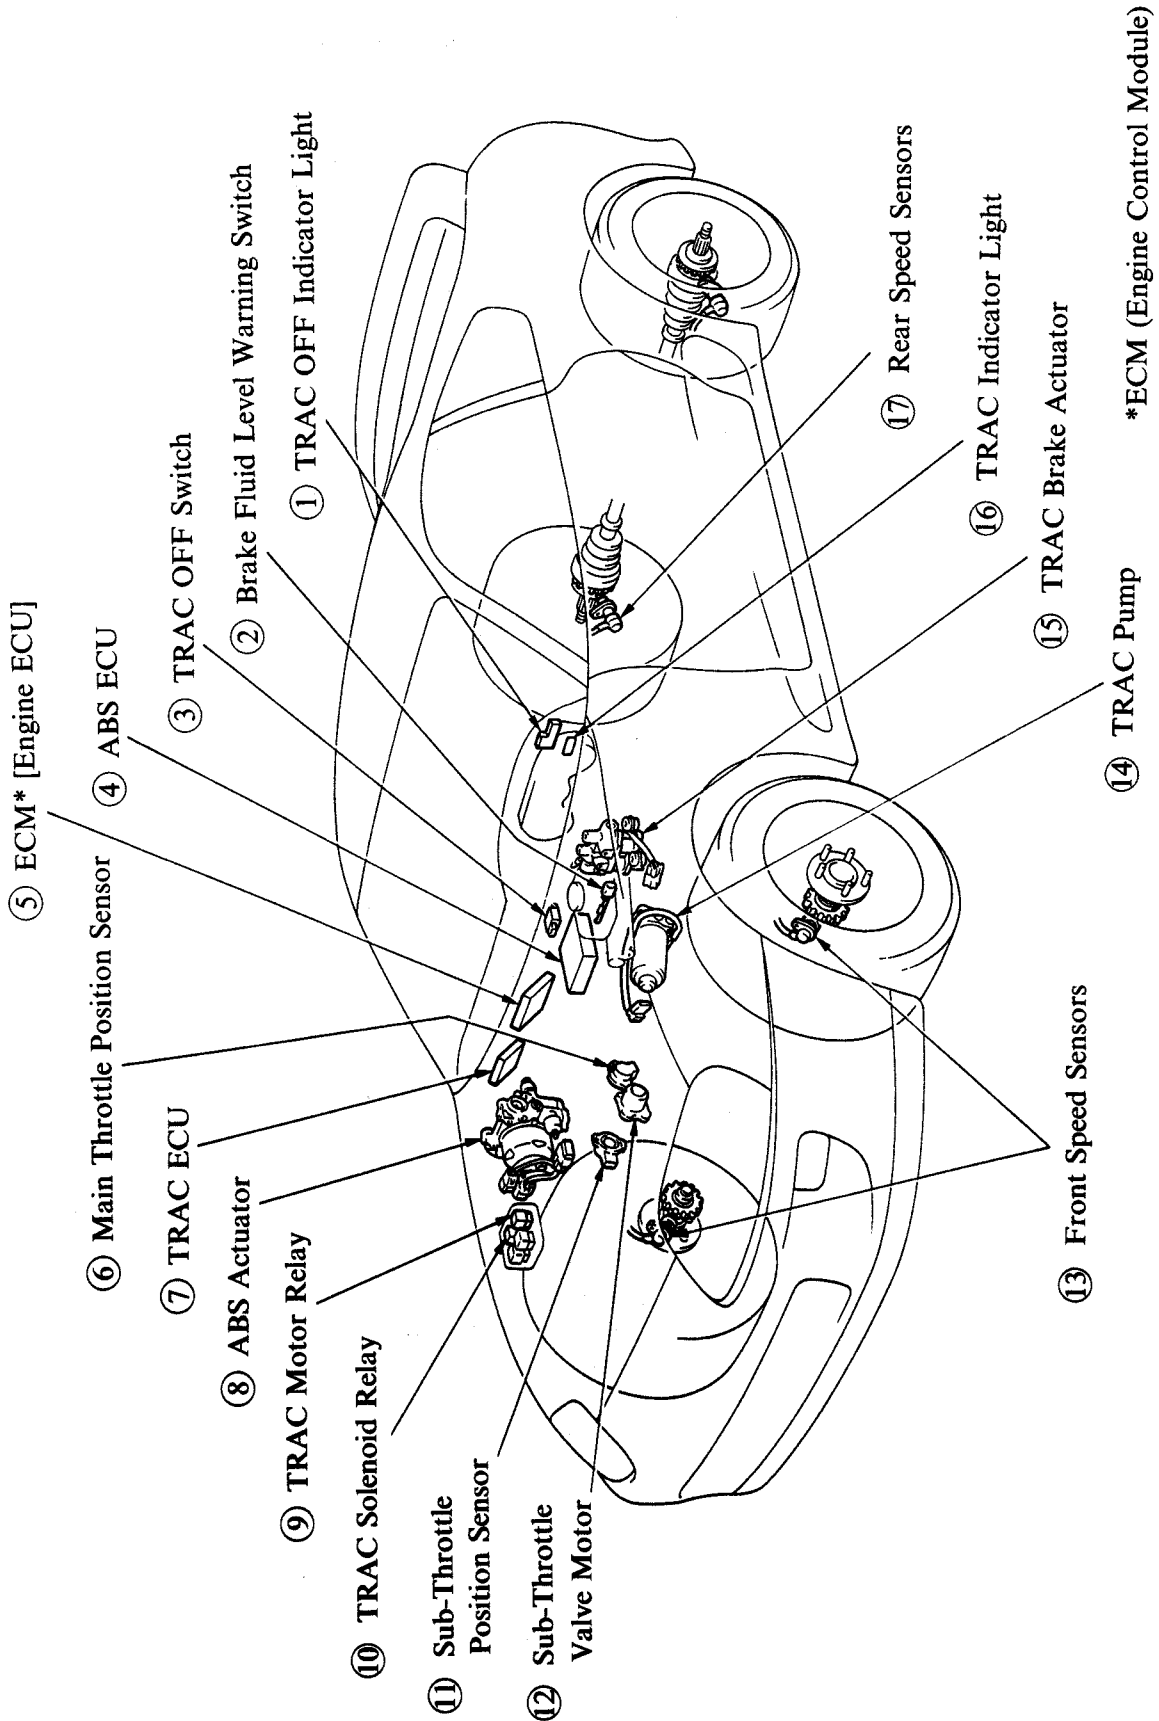 ① TRAC OFF Indicator Light
② Brake Fluid Level Warning Switch
③ TRAC OFF Switch
④ ABS ECU
⑤ ECM* [Engine ECU]
⑥ Main Throttle Position Sensor
⑦ TRAC ECU
⑧ ABS Actuator
⑨ TRAC Motor Relay
⑩ TRAC Solenoid Relay
⑪ Sub-Throttle
Position Sensor
⑫ Sub-Throttle
Valve Motor
⑬ Front Speed Sensors
⑭ TRAC Pump
⑮ TRAC Brake Actuator
⑯ TRAC Indicator Light
⑰ Rear Speed Sensors
*ECM (Engine Control Module)